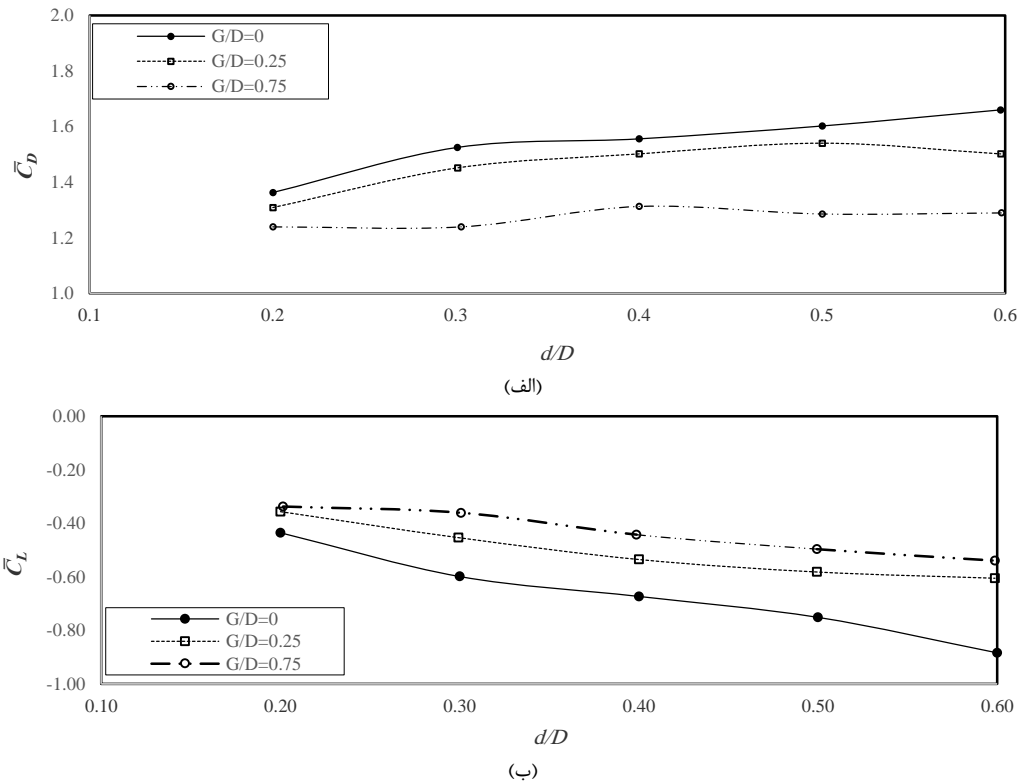 2.0
1.8
1.6
1.4
1.2
1.0
C̅_D
G/D=0
G/D=0.25
G/D=0.75
0.1 0.2 0.3 0.4 0.5 0.6
d/D
(الف)
0.00
-0.20
-0.40
-0.60
-0.80
-1.00
C̅_L
G/D=0
G/D=0.25
G/D=0.75
0.10 0.20 0.30 0.40 0.50 0.60
d/D
(ب)